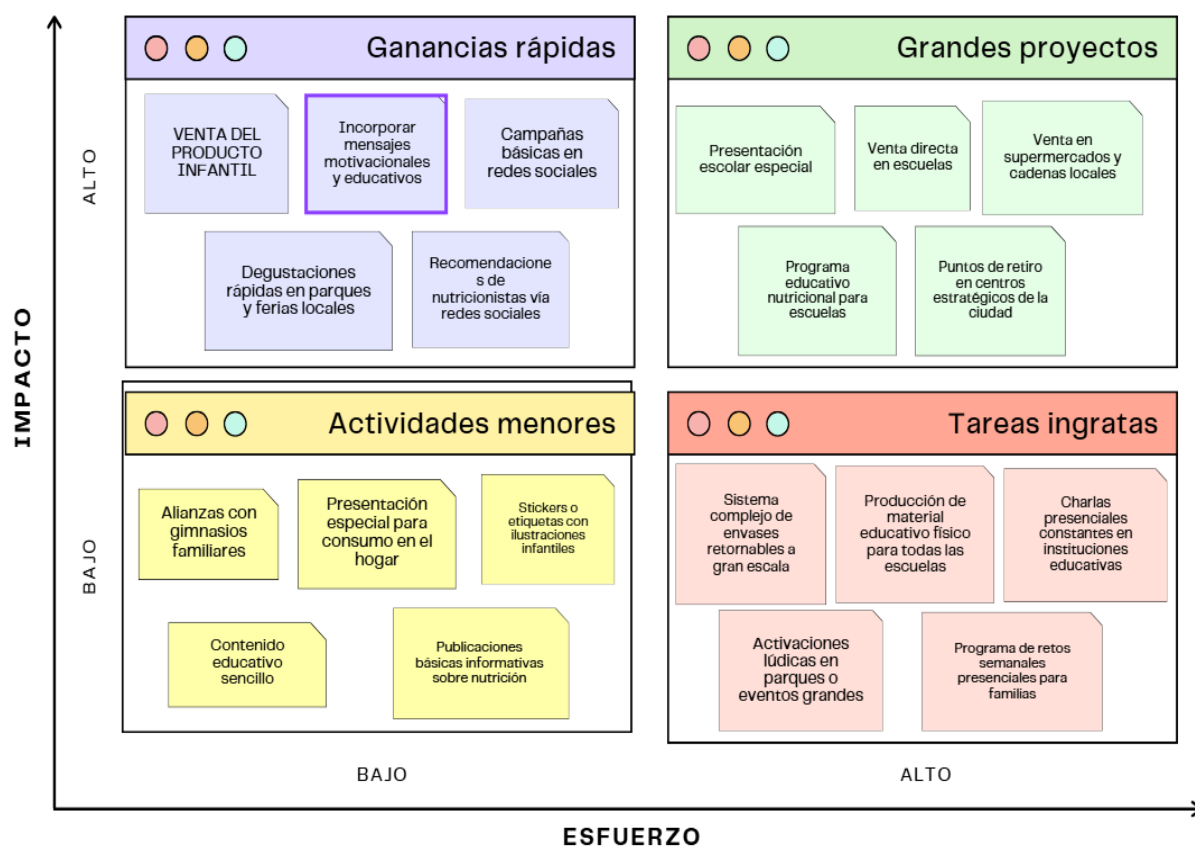 Ganancias rápidas
VENTA DEL
PRODUCTO
INFANTIL
Incorporar
mensajes
motivacionales
y educativos
Campañas
básicas en
redes sociales
Degustaciones
rápidas en parques
y ferias locales
Recomendacione
s de
nutricionistas vía
redes sociales
Grandes proyectos
Presentación
escolar especial
Venta directa
en escuelas
Venta en
supermercados y
cadenas locales
Programa
educativo
nutricional para
escuelas
Puntos de retiro
en centros
estratégicos de la
ciudad
ALTO
IMPACTO
BAJO
Actividades menores
Alianzas con
gimnasios
familiares
Presentación
especial para
consumo en el
hogar
Stickers o
etiquetas con
ilustraciones
infantiles
Contenido
educativo
sencillo
Publicaciones
básicas informativas
sobre nutrición
Tareas ingratas
Sistema
complejo de
envases
retornables a
gran escala
Producción de
material
educativo físico
para todas las
escuelas
Charlas
presenciales
constantes en
instituciones
educativas
Activaciones
lúdicas en
parques o
eventos grandes
Programa de retos
semanales
presenciales para
familias
BAJO
ALTO
ESFUERZO